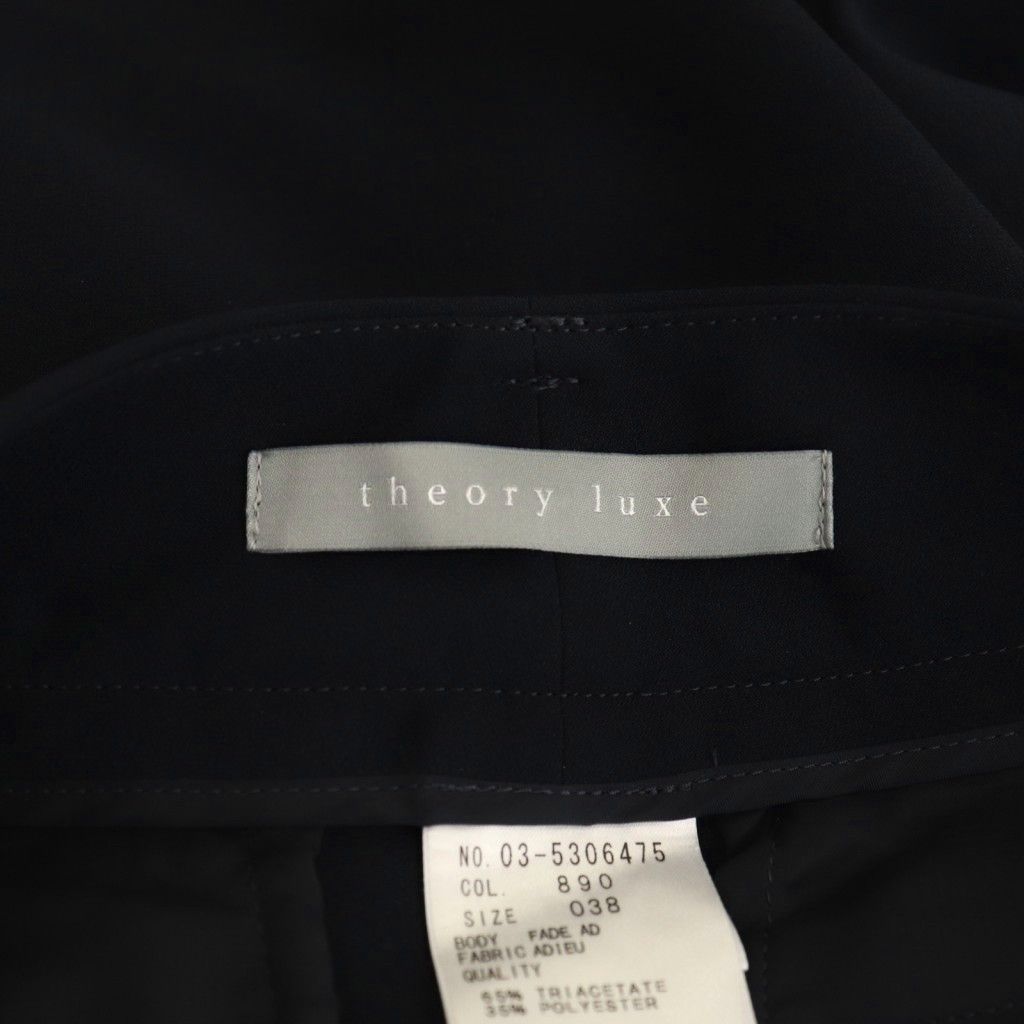 theory luxe
NO. 03-5306475
COL. 890
SIZE 038
BODY FADE AD
FABRIC ADIEU
QUALITY
65% TRIACETATE
35% POLYESTER